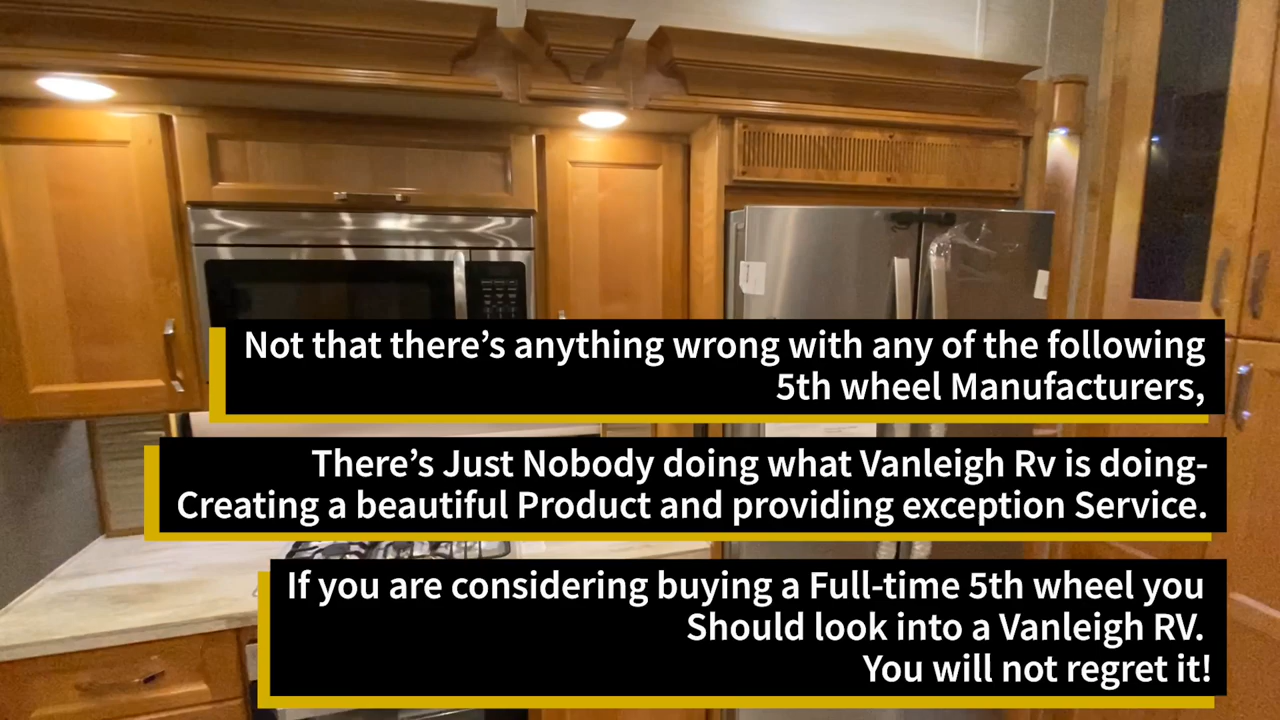 Not that there’s anything wrong with any of the following
5th wheel Manufacturers,
There’s Just Nobody doing what Vanleigh Rv is doing-
Creating a beautiful Product and providing exception Service.
If you are considering buying a Full-time 5th wheel you
Should look into a Vanleigh RV.
You will not regret it!